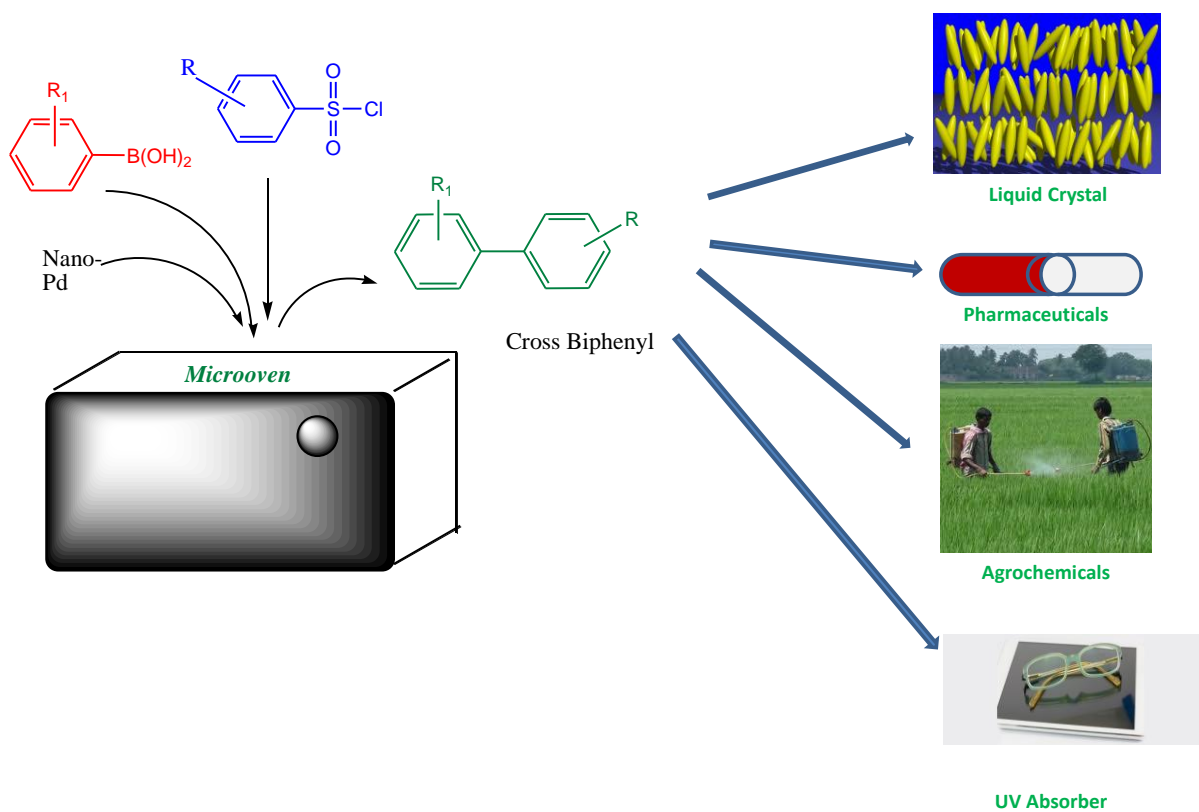 R₁
B(OH)₂
R
O
S
Cl
O
Nano-
Pd
R₁
R
Cross Biphenyl
Microoven
Liquid Crystal
Pharmaceuticals
Agrochemicals
UV Absorber